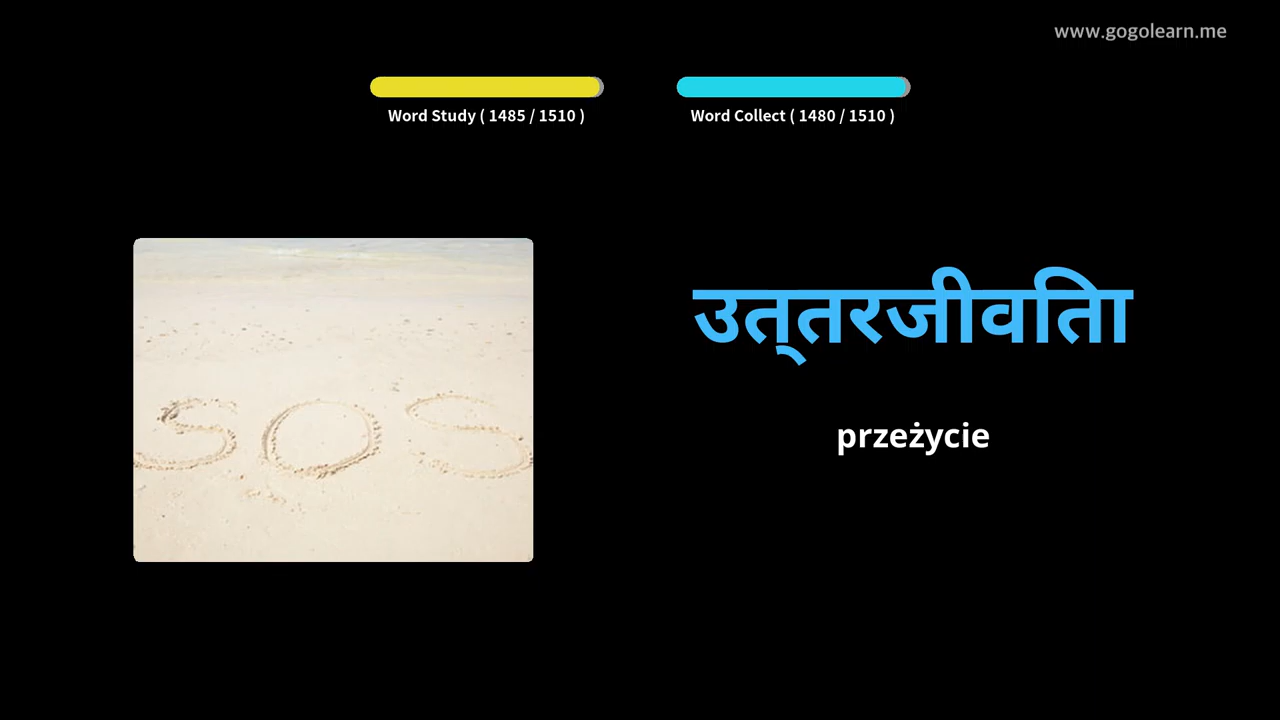 www.gogolearn.me
Word Study ( 1485 / 1510 )
Word Collect ( 1480 / 1510 )
उत्तरजीविता
przeżycie
SOS